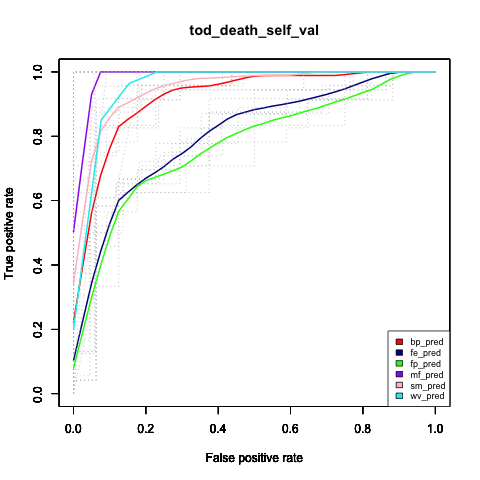 tod_death_self_val
True positive rate
1.0
0.8
0.6
0.4
0.2
0.0
0.0 0.2 0.4 0.6 0.8 1.0
False positive rate
bp_pred
fe_pred
fp_pred
mf_pred
sm_pred
wv_pred